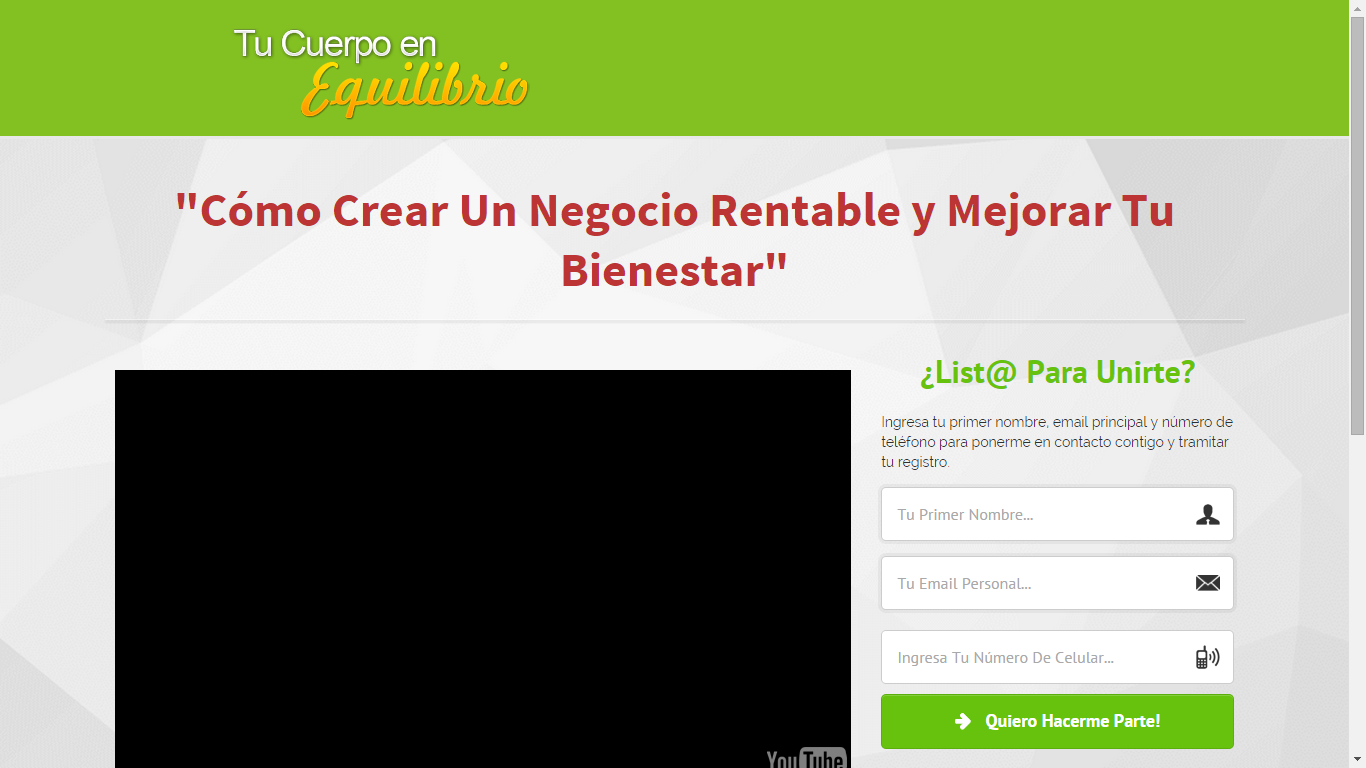 Tu Cuerpo en
Equilibrio
"Cómo Crear Un Negocio Rentable y Mejorar Tu
Bienestar"
¿List@ Para Unirte?
Ingresa tu primer nombre, email principal y número de
teléfono para ponerme en contacto contigo y tramitar
tu registro.
Tu Primer Nombre...
Tu Email Personal...
Ingresa Tu Número De Celular...
Quiero Hacerme Parte!
YouTube